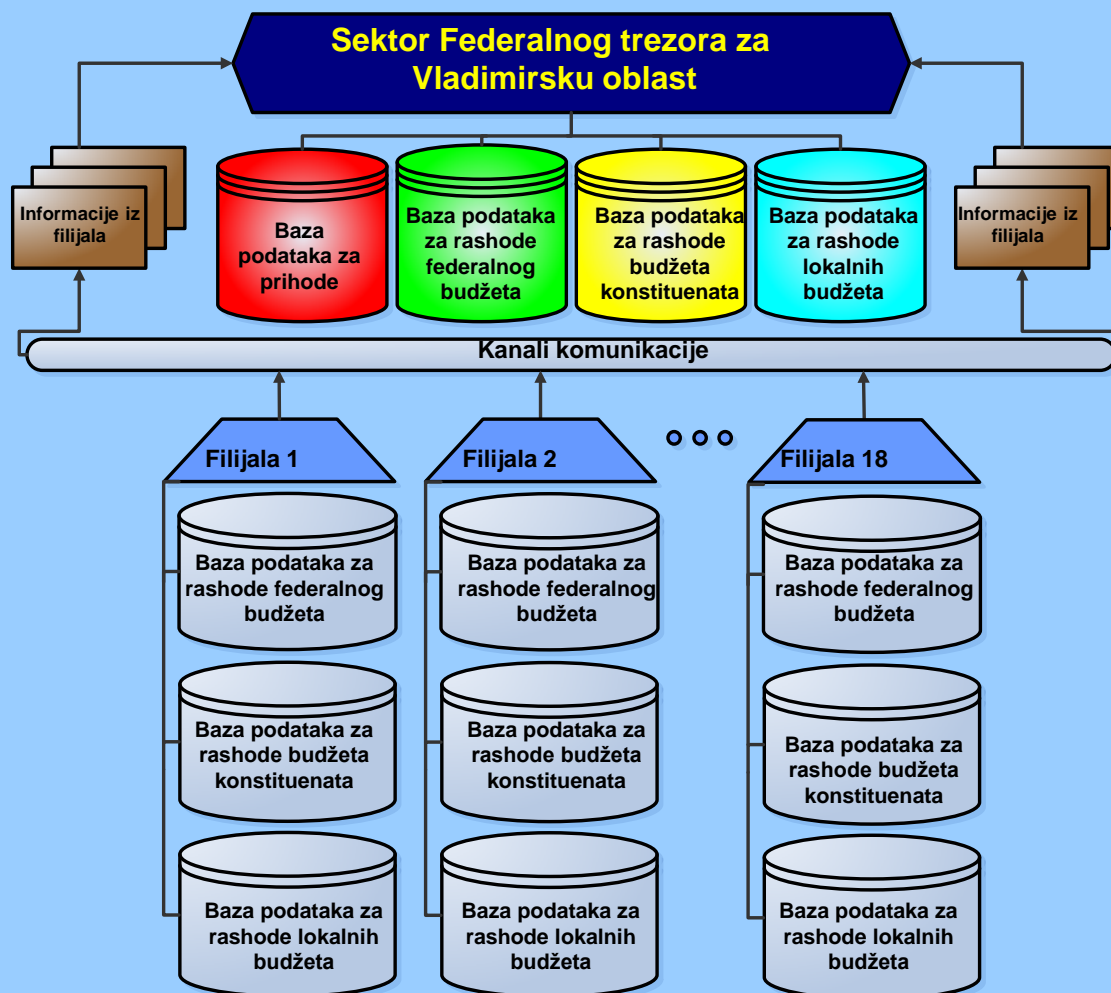 Sektor Federalnog trezora za
Vladimirsku oblast
Informacije iz
filijala
Baza
podataka za
prihode
Baza podataka
za rashode
federalnog
budžeta
Baza podataka
za rashode
budžeta
konstituenata
Baza podataka
za rashode
lokalnih
budžeta
Informacije iz
filijala
Kanali komunikacije
Filijala 1
Filijala 2
Filijala 18
Baza podataka za
rashode federalnog
budžeta
Baza podataka za
rashode federalnog
budžeta
Baza podataka za
rashode federalnog
budžeta
Baza podataka za
rashode budžeta
konstituenata
Baza podataka za
rashode budžeta
konstituenata
Baza podataka za
rashode budžeta
konstituenata
Baza podataka za
rashode lokalnih
budžeta
Baza podataka za
rashode lokalnih
budžeta
Baza podataka za
rashode lokalnih
budžeta